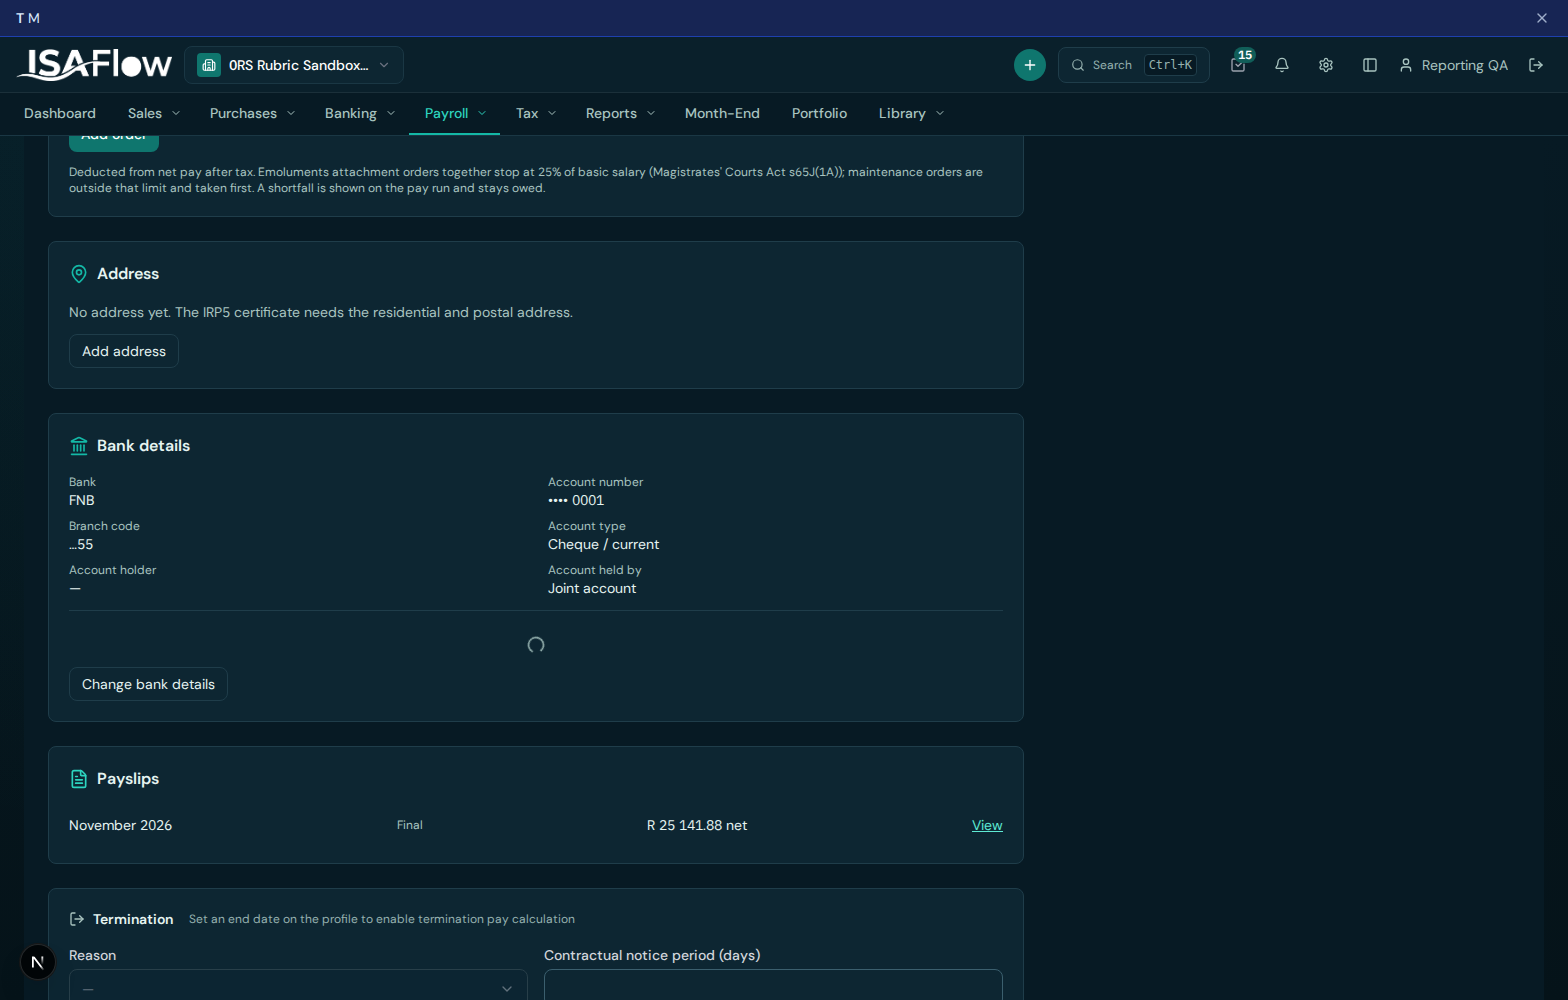 T M
ISAFlow
0RS Rubric Sandbox…
Search Ctrl+K
15
Reporting QA
Dashboard Sales Purchases Banking Payroll Tax Reports Month-End Portfolio Library
Add order
Deducted from net pay after tax. Emoluments attachment orders together stop at 25% of basic salary (Magistrates' Courts Act s65J(1A)); maintenance orders are
outside that limit and taken first. A shortfall is shown on the pay run and stays owed.
Address
No address yet. The IRP5 certificate needs the residential and postal address.
Add address
Bank details
Bank Account number
FNB •••• 0001
Branch code Account type
…55 Cheque / current
Account holder Account held by
— Joint account
Change bank details
Payslips
November 2026 Final R 25 141.88 net View
Termination Set an end date on the profile to enable termination pay calculation
Reason Contractual notice period (days)
—
N